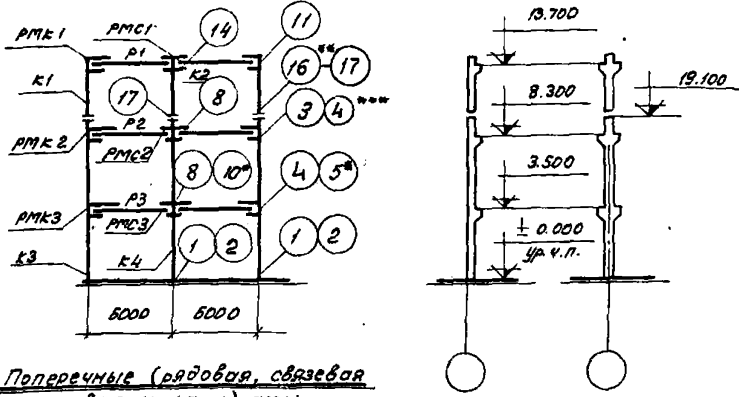 РМК1
РМС1
14
11
Р1
К1
К2
16** 17
17
8
3 4***
РМК2
Р2
РМС2
8 10*
4 5*
РМК3
Р3
РМС3
1 2
1 2
К3
К4
6000 6000
Поперечные (рядовая, связевая
13.700
19.100
8.300
3.500
± 0.000
ур.ч.п.